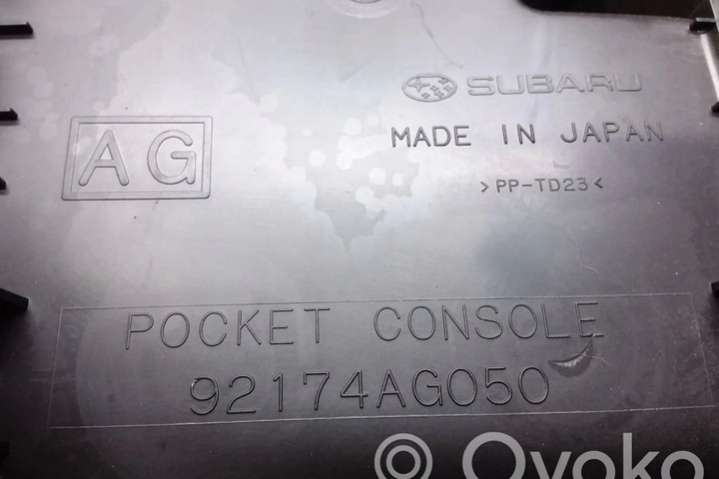 SUBARU
AG
MADE IN JAPAN
>PP-TD23<
POCKET CONSOLE
92174AG050
© Ovoko